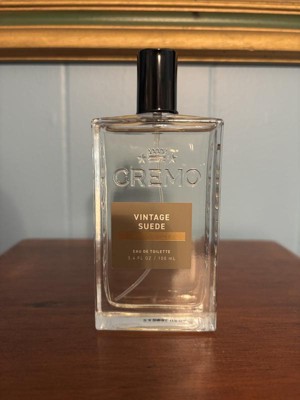 CREMO
VINTAGE
SUEDE
EAU DE TOILETTE
3.4 FL OZ / 100 ML